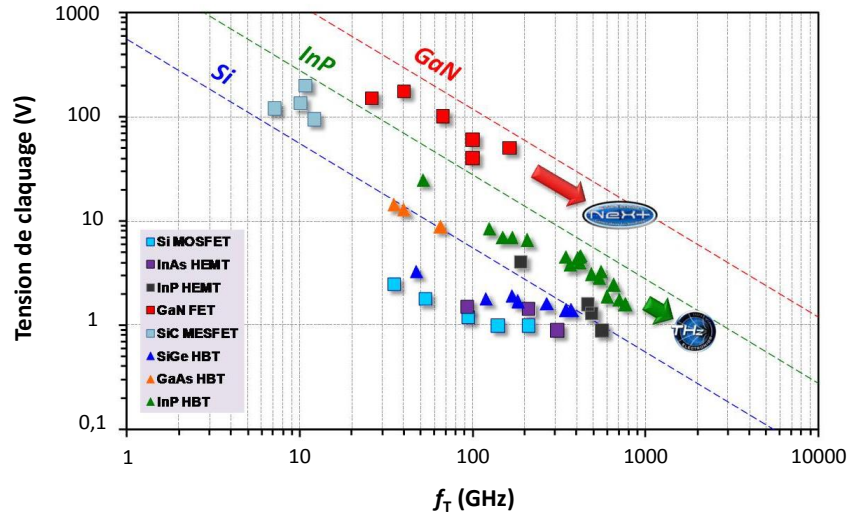 1000
100
10
1
0,1
Tension de claquage (V)
Si
InP
GaN
NeXt
THz
Si MOSFET
InAs HEMT
InP HEMT
GaN FET
SiC MESFET
SiGe HBT
GaAs HBT
InP HBT
1
10
100
1000
10000
fT (GHz)